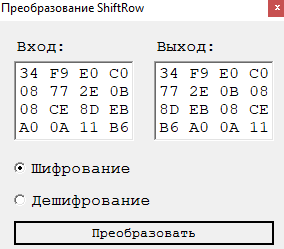 Преобразование ShiftRow x
Вход: Выход:
34 F9 E0 C0 34 F9 E0 C0
08 77 2E 0B 77 2E 0B 08
08 CE 8D EB 8D EB 08 CE
A0 0A 11 B6 B6 A0 0A 11
Шифрование
Дешифрование
Преобразовать